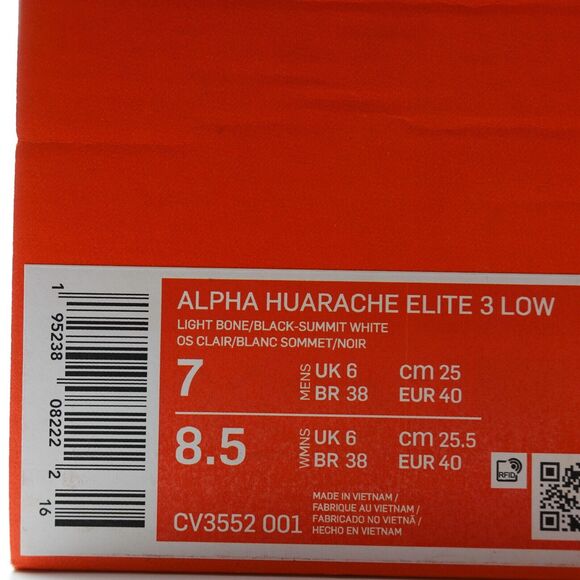 ALPHA HUARACHE ELITE 3 LOW
LIGHT BONE/BLACK-SUMMIT WHITE
OS CLAIR/BLANC SOMMET/NOIR
7 MENS UK 6 cm 25
BR 38 EUR 40
8.5 WMNS UK 6 cm 25.5
BR 38 EUR 40
RFID
MADE IN VIETNAM /
FABRIQUE AU VIETNAM /
FABRICADO NO VIETNÃ /
HECHO EN VIETNAM
CV3552 001
1 95238 08222 2 16